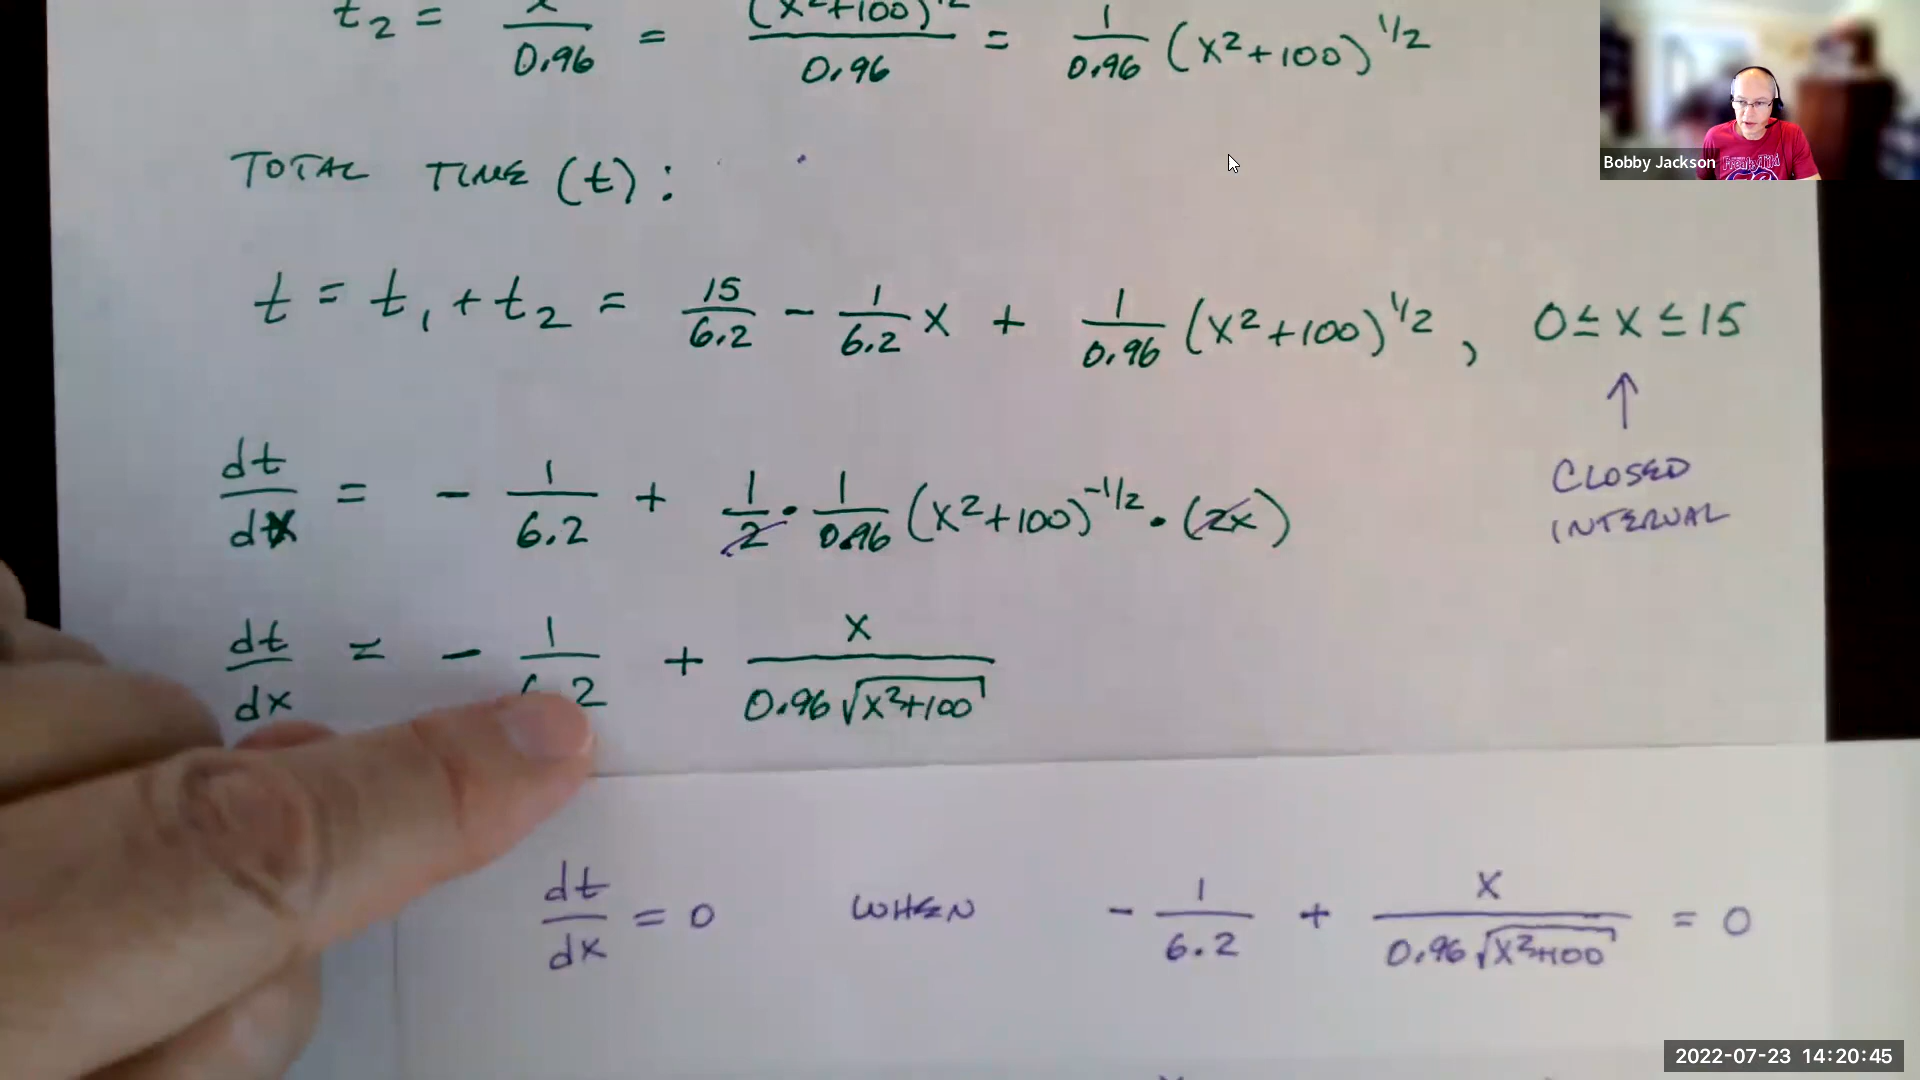 t₂ = x/0.96 = (x²+100)^1/2/0.96 = 1/0.96 (x²+100)^1/2
Bobby Jackson
TOTAL TIME (t):
t = t₁ + t₂ = 15/6.2 - 1/6.2 x + 1/0.96 (x²+100)^1/2, 0≤x≤15
↑
CLOSED
INTERVAL
dt/dx = - 1/6.2 + 1/2 · 1/0.96 (x²+100)^-1/2 · (2x)
dt/dx = - 1/6.2 + x/0.96√x²+100
dt/dx = 0 WHEN - 1/6.2 + x/0.96√x²+100 = 0
2022-07-23 14:20:45